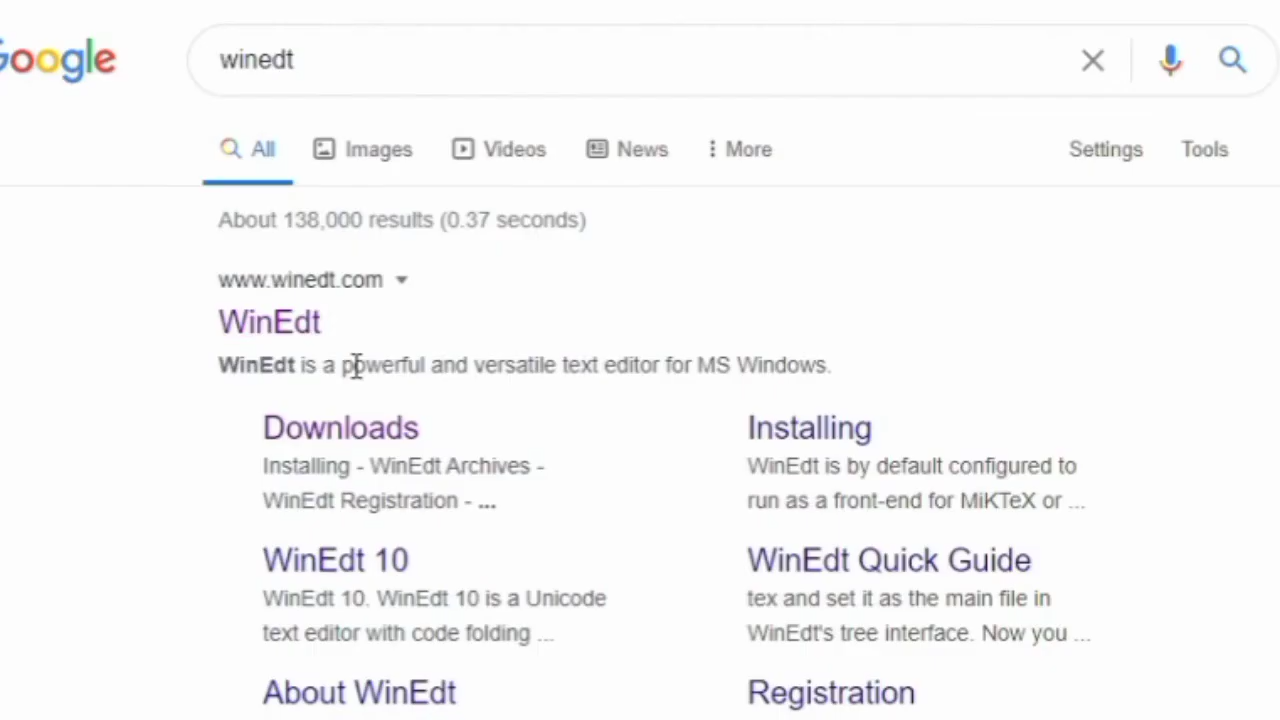 Google
winedt
All Images Videos News More Settings Tools
About 138,000 results (0.37 seconds)
www.winedt.com
WinEdt
WinEdt is a powerful and versatile text editor for MS Windows.
Downloads
Installing - WinEdt Archives -
WinEdt Registration - ...
Installing
WinEdt is by default configured to
run as a front-end for MiKTeX or ...
WinEdt 10
WinEdt 10. WinEdt 10 is a Unicode
text editor with code folding ...
WinEdt Quick Guide
tex and set it as the main file in
WinEdt's tree interface. Now you ...
About WinEdt
Registration